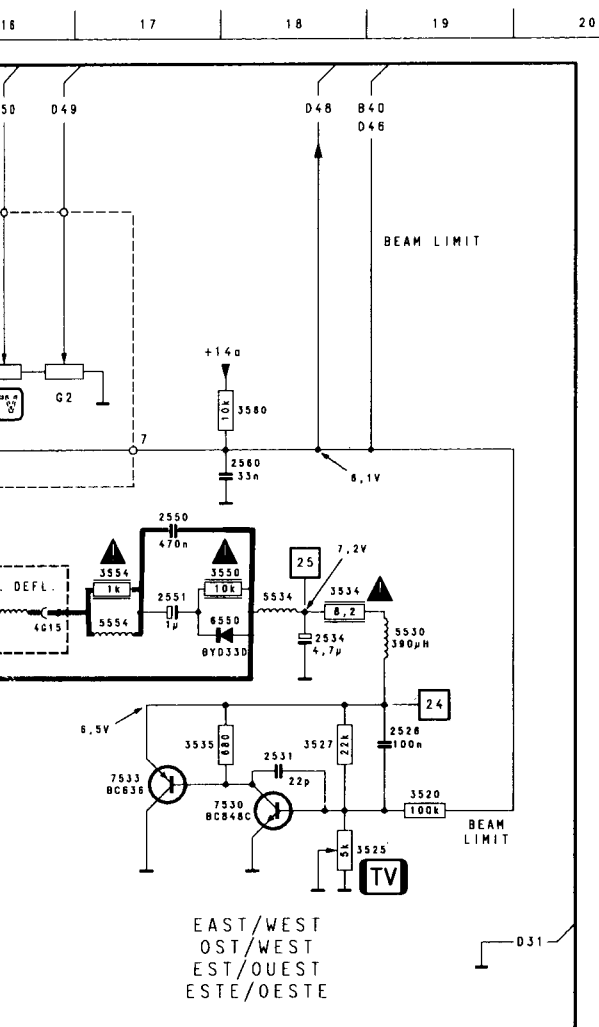 16 17 18 19 20
50 D49 D48 B40
D46
BEAM LIMIT
+14a
G2
10k 3580
7
2560
33n
6,1V
2550
470n
25 7,2V
L DEFL. 3554 3550 3534
1k 2551 10k 5534 8,2
5554 1µ 6550 2534 5530
4G15 BYD33D 4,7µ 390µH
24
6,5V
3535 680 2531 3527 22k 2526
100n
22p
7533
BC636
7530
BC848C
3520
100k
BEAM
LIMIT
5k 3525
TV
EAST/WEST
OST/WEST
EST/OUEST
ESTE/OESTE
D31